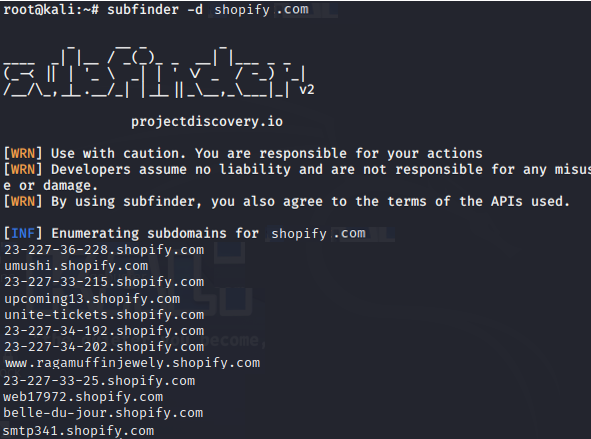 root@kali:~# subfinder -d shopify .com
v2
projectdiscovery.io
[WRN] Use with caution. You are responsible for your actions
[WRN] Developers assume no liability and are not responsible for any misus
e or damage.
[WRN] By using subfinder, you also agree to the terms of the APIs used.
[INF] Enumerating subdomains for shopify .com
23-227-36-228.shopify.com
umushi.shopify.com
23-227-33-215.shopify.com
upcoming13.shopify.com
unite-tickets.shopify.com
23-227-34-192.shopify.com
23-227-34-202.shopify.com
www.ragamuffinjewely.shopify.com
23-227-33-25.shopify.com
web17972.shopify.com
belle-du-jour.shopify.com
smtp341.shopify.com